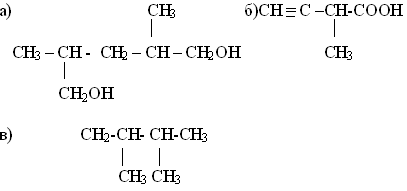 а) CH₃ б)CH ≡ C –CH-COOH
CH₃ – CH - CH₂ – CH – CH₂OH CH₃
CH₂OH
в) CH₂-CH- CH-CH₃
CH₃ CH₃